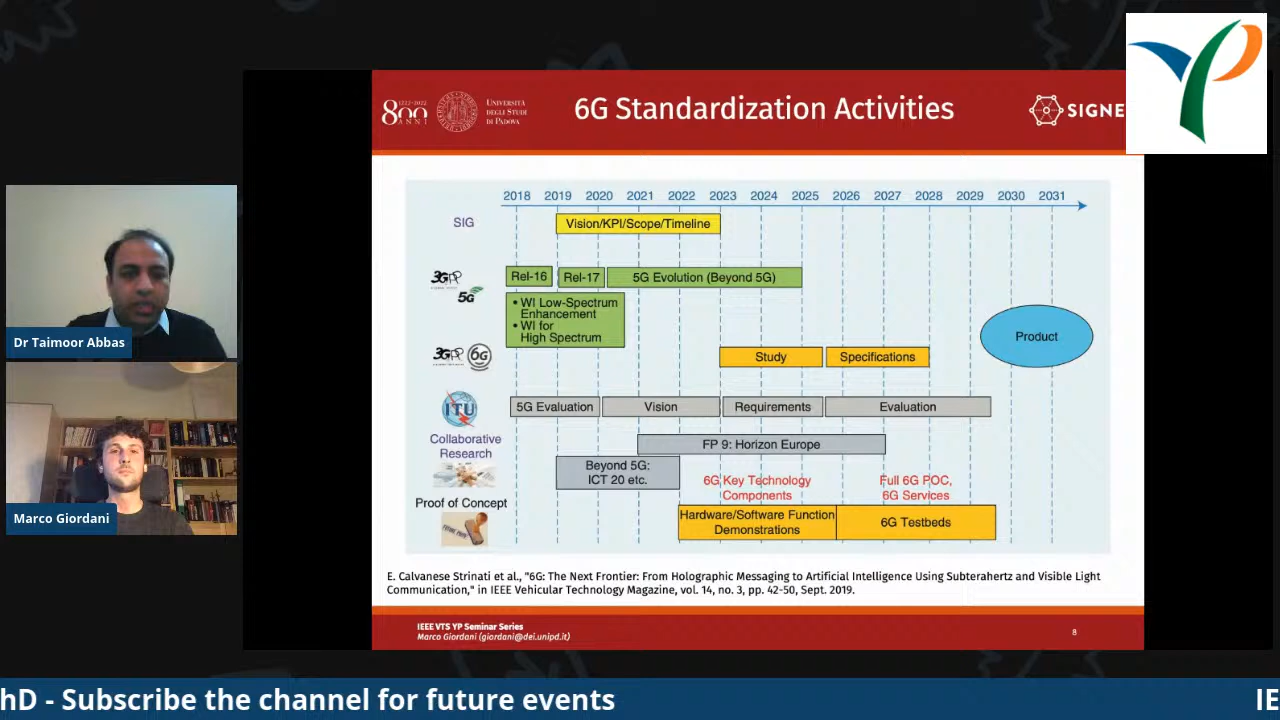 800
1222-2022
ANNI
UNIVERSITÀ
DEGLI STUDI
DI PADOVA
6G Standardization Activities
SIGNE
2018 2019 2020 2021 2022 2023 2024 2025 2026 2027 2028 2029 2030 2031
SIG
Vision/KPI/Scope/Timeline
3GPP
5G
Rel-16
Rel-17
5G Evolution (Beyond 5G)
• WI Low-Spectrum
Enhancement
• WI for
High Spectrum
Product
3GPP 6G
Study
Specifications
ITU
5G Evaluation
Vision
Requirements
Evaluation
Collaborative
Research
FP 9: Horizon Europe
Beyond 5G:
ICT 20 etc.
6G Key Technology
Components
Full 6G POC,
6G Services
Proof of Concept
Hardware/Software Function
Demonstrations
6G Testbeds
E. Calvanese Strinati et al., "6G: The Next Frontier: From Holographic Messaging to Artificial Intelligence Using Subterahertz and Visible Light
Communication," in IEEE Vehicular Technology Magazine, vol. 14, no. 3, pp. 42-50, Sept. 2019.
IEEE VTS YP Seminar Series
Marco Giordani (giordani@dei.unipd.it)
8
Dr Taimoor Abbas
Marco Giordani
hD - Subscribe the channel for future events
IE